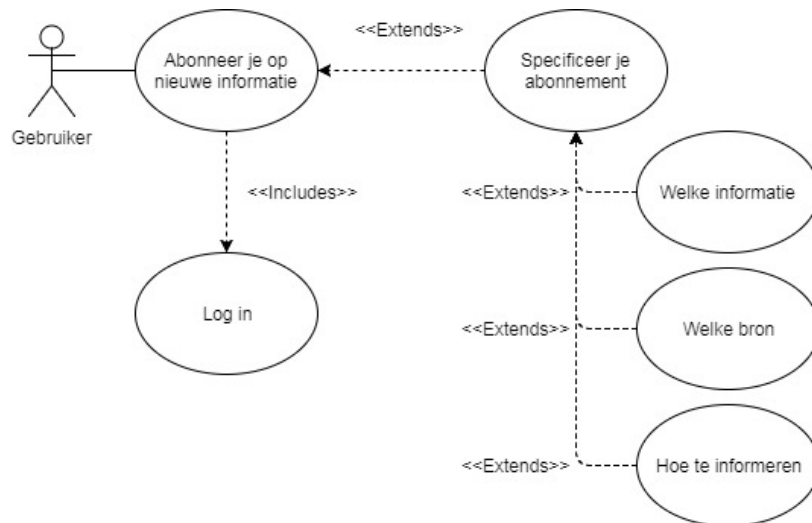 <<Extends>>
Abonneer je op
nieuwe informatie
Specificeer je
abonnement
Gebruiker
<<Includes>>
<<Extends>>
Welke informatie
Log in
<<Extends>>
Welke bron
<<Extends>>
Hoe te informeren